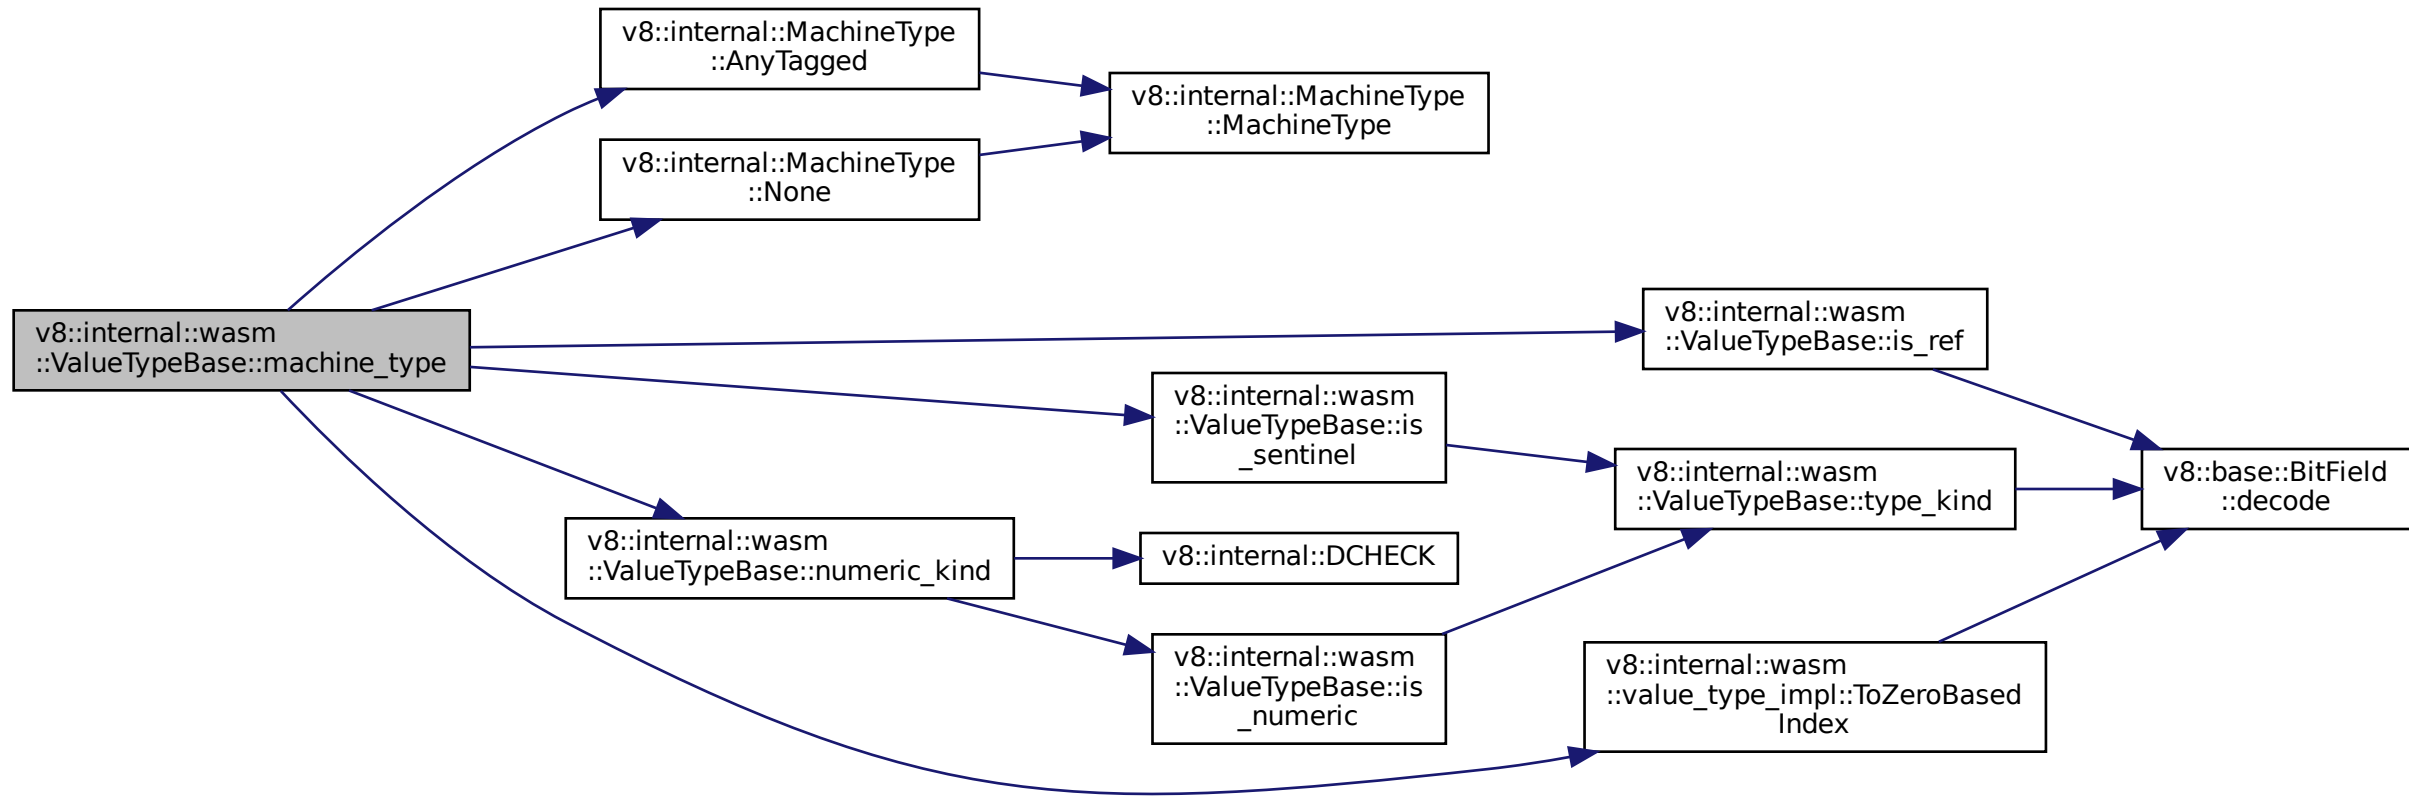 v8::internal::MachineType
::AnyTagged
v8::internal::MachineType
::MachineType
v8::internal::MachineType
::None
v8::internal::wasm
::ValueTypeBase::machine_type
v8::internal::wasm
::ValueTypeBase::is_ref
v8::internal::wasm
::ValueTypeBase::is
_sentinel
v8::internal::wasm
::ValueTypeBase::type_kind
v8::base::BitField
::decode
v8::internal::wasm
::ValueTypeBase::numeric_kind
v8::internal::DCHECK
v8::internal::wasm
::ValueTypeBase::is
_numeric
v8::internal::wasm
::value_type_impl::ToZeroBased
Index